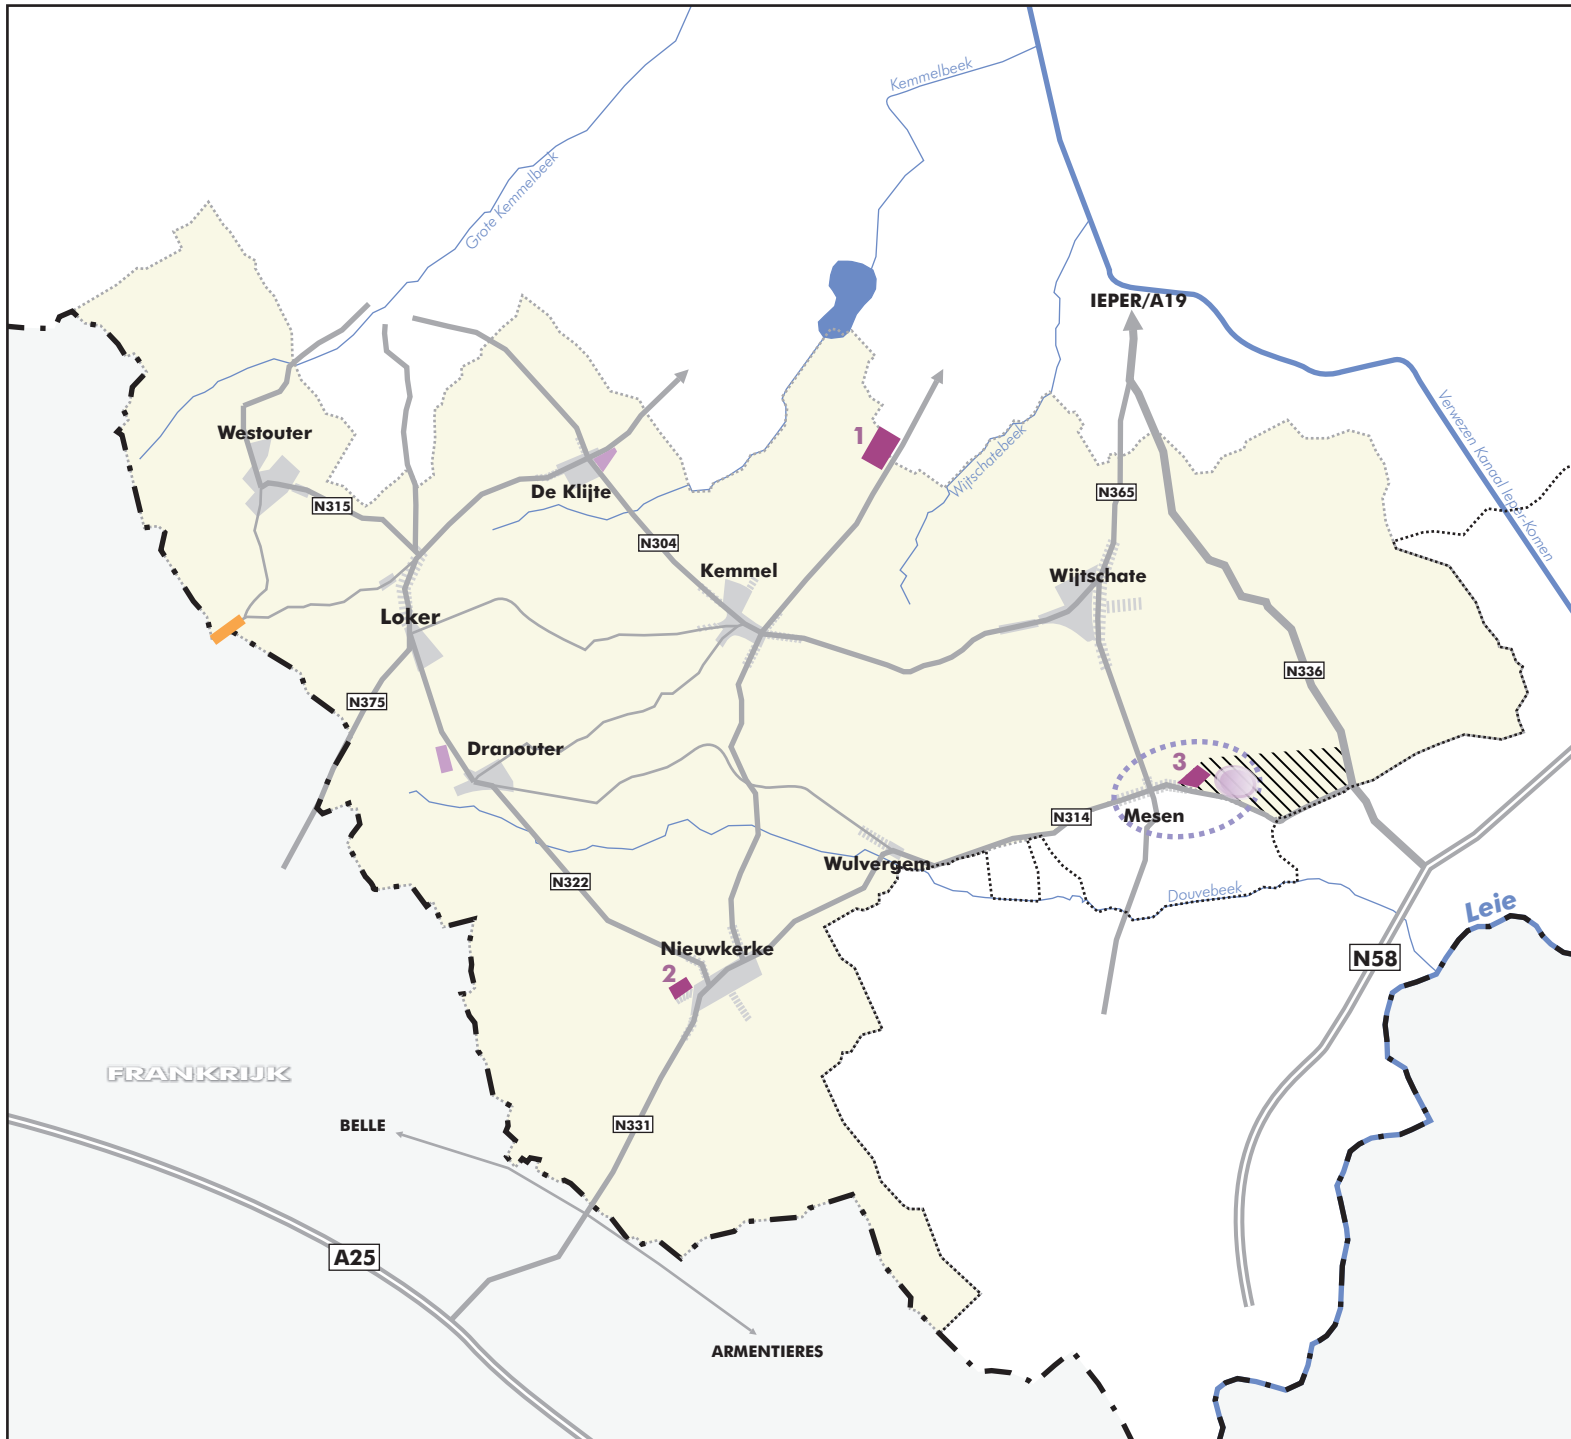 Kemmelbeek
Grote Kemmelbeek
IEPER/A19
Verwezen Kanaal Ieper-Komen
Westouter
1
Wijtschatebeek
De Klijte
N365
N315
N304
Kemmel
Wijtschate
Loker
N336
N375
Dranouter
3
N314
Mesen
Wulvergem
N322
Douvebeek
Leie
Nieuwkerke
N58
2
FRANKRIJK
BELLE
N331
A25
ARMENTIERES